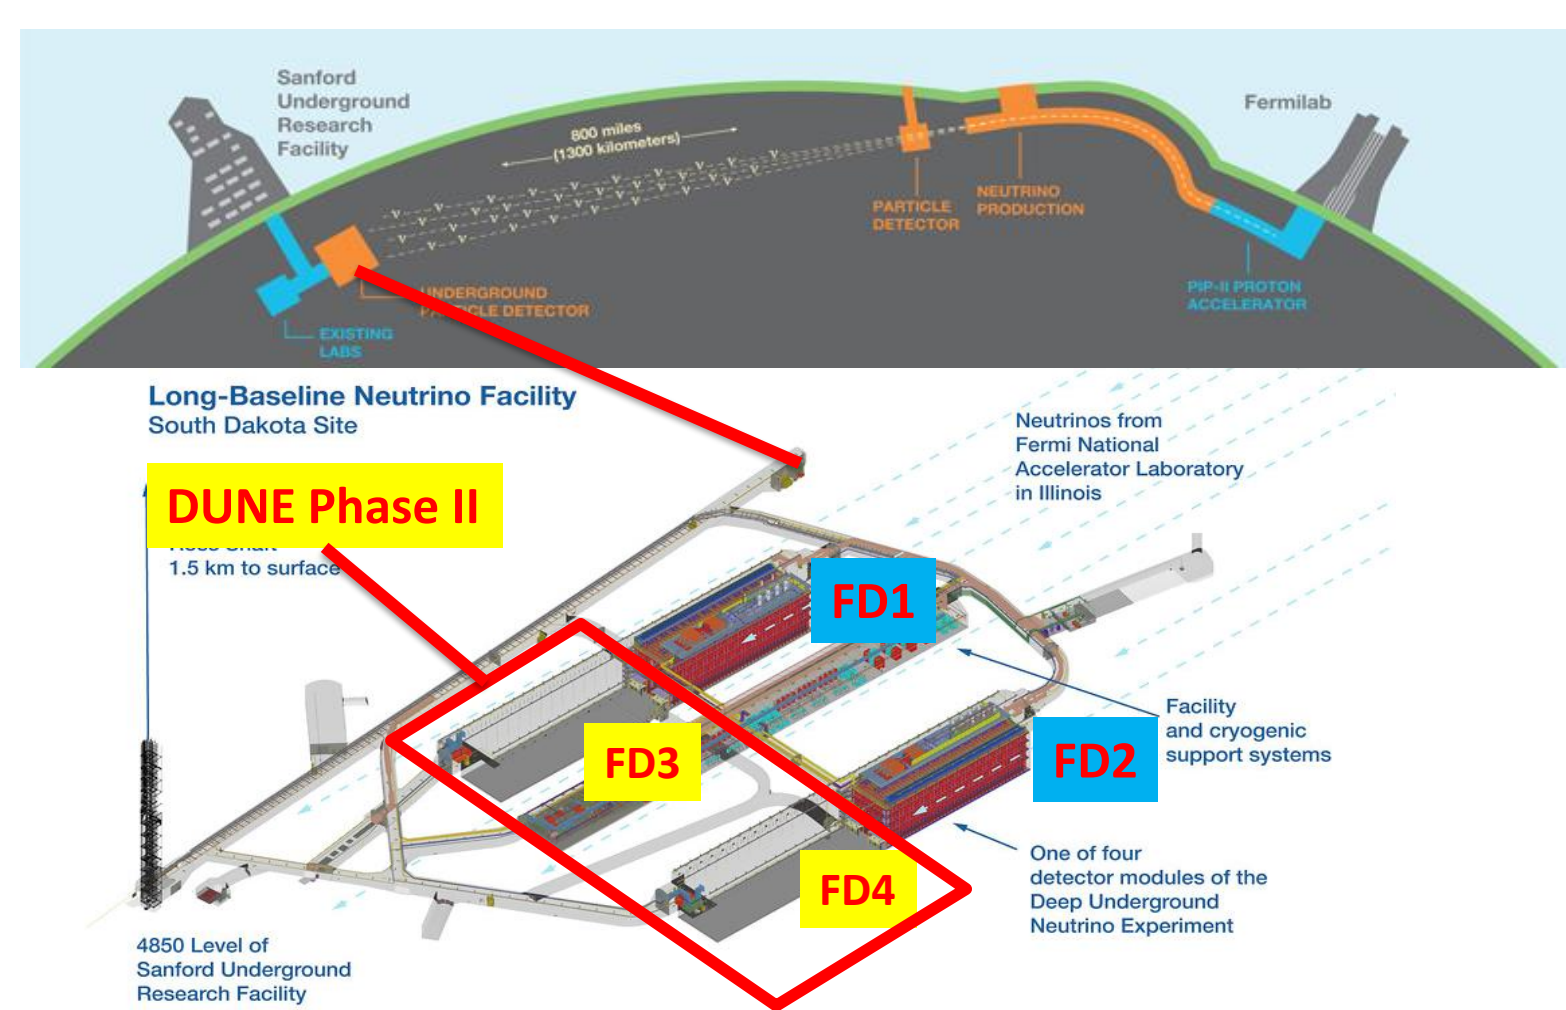 Sanford
Underground
Research
Facility
800 miles
(1300 kilometers)
Fermilab
PARTICLE
DETECTOR
NEUTRINO
PRODUCTION
PIP-II PROTON
ACCELERATOR
UNDERGROUND
PARTICLE DETECTOR
EXISTING
LABS
ν ν ν ν ν ν ν ν ν
ν ν ν ν ν ν ν ν
ν ν ν ν ν ν ν
ν ν ν ν ν ν
Long-Baseline Neutrino Facility
South Dakota Site
Neutrinos from
Fermi National
Accelerator Laboratory
in Illinois
DUNE Phase II
Ross Shaft
1.5 km to surface
FD1
FD3
FD2
FD4
Facility
and cryogenic
support systems
One of four
detector modules of the
Deep Underground
Neutrino Experiment
4850 Level of
Sanford Underground
Research Facility